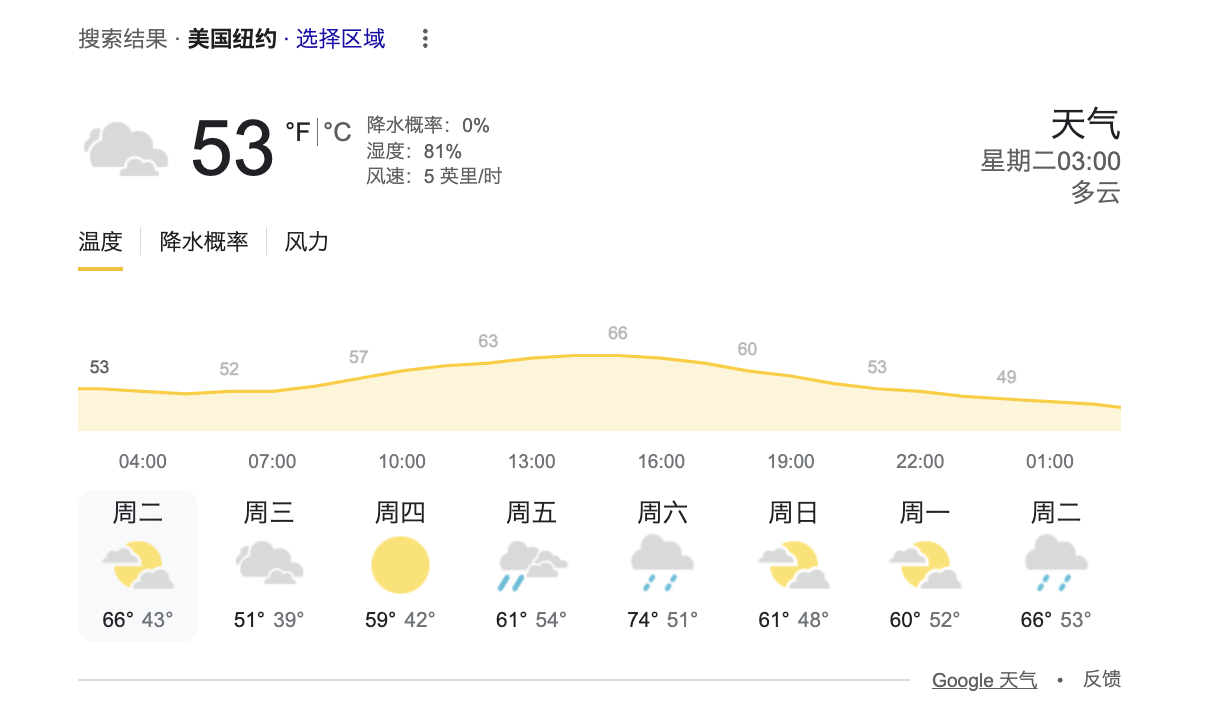 搜索结果 · 美国纽约 · 选择区域
53 °F|°C
降水概率：0%
湿度：81%
风速：5 英里/时
天气
星期二03:00
多云
温度 降水概率 风力
53 52 57 63 66 60 53 49
04:00 07:00 10:00 13:00 16:00 19:00 22:00 01:00
周二 周三 周四 周五 周六 周日 周一 周二
66° 43° 51° 39° 59° 42° 61° 54° 74° 51° 61° 48° 60° 52° 66° 53°
Google 天气 • 反馈